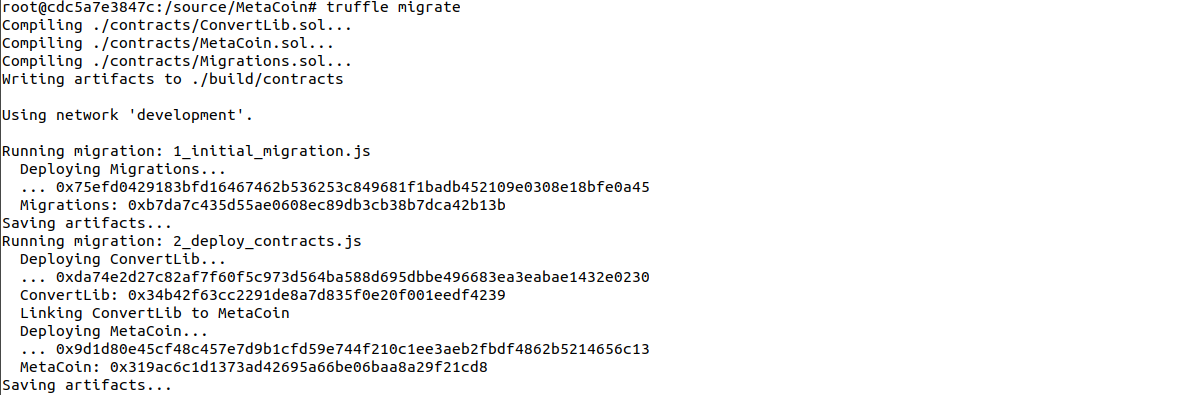 root@cdc5a7e3847c:/source/MetaCoin# truffle migrate
Compiling ./contracts/ConvertLib.sol...
Compiling ./contracts/MetaCoin.sol...
Compiling ./contracts/Migrations.sol...
Writing artifacts to ./build/contracts
Using network 'development'.
Running migration: 1_initial_migration.js
Deploying Migrations...
... 0x75efd0429183bfd16467462b536253c849681f1badb452109e0308e18bfe0a45
Migrations: 0xb7da7c435d55ae0608ec89db3cb38b7dca42b13b
Saving artifacts...
Running migration: 2_deploy_contracts.js
Deploying ConvertLib...
... 0xda74e2d27c82af7f60f5c973d564ba588d695dbbe496683ea3eabae1432e0230
ConvertLib: 0x34b42f63cc2291de8a7d835f0e20f001eedf4239
Linking ConvertLib to MetaCoin
Deploying MetaCoin...
... 0x9d1d80e45cf48c457e7d9b1cfd59e744f210c1ee3aeb2fbdf4862b5214656c13
MetaCoin: 0x319ac6c1d1373ad42695a66be06baa8a29f21cd8
Saving artifacts...